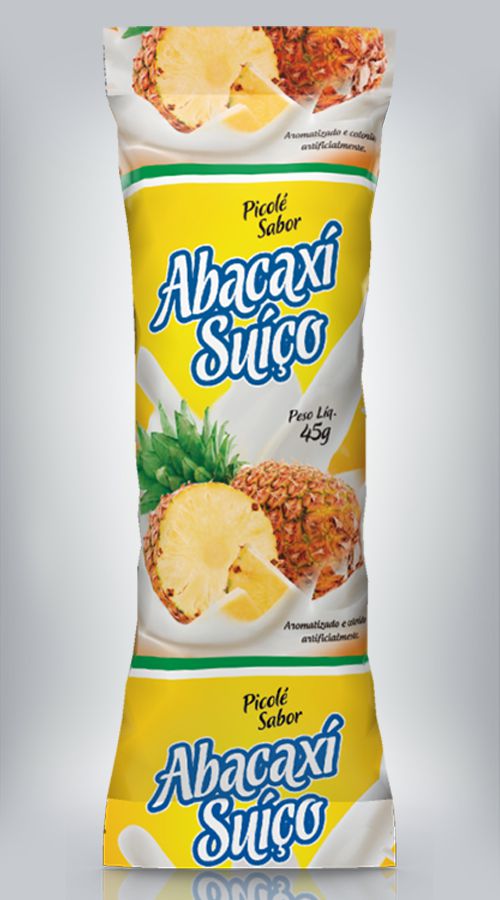 Aromatizado e colorido
artificialmente.
Picolé
Sabor
Abacaxí
Suíço
Peso Líq.
45g
Aromatizado e colorido
artificialmente.
Picolé
Sabor
Abacaxí
Suíço